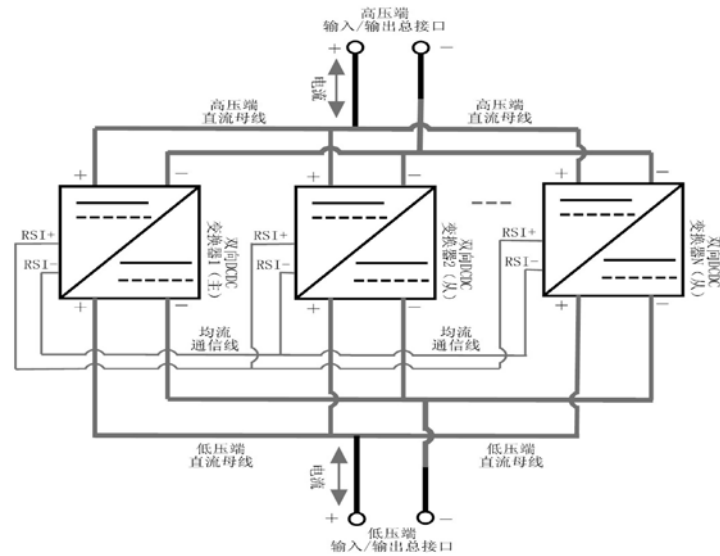 高压端
输入/输出总接口
+
−
电流
高压端
直流母线
高压端
直流母线
+
−
+
−
+
−
RSI+
RSI−
双向DCDC
变换器1（主）
RSI+
RSI−
双向DCDC
变换器2（从）
RSI+
RSI−
双向DCDC
变换器N（从）
+
−
+
−
+
−
均流
通信线
均流
通信线
低压端
直流母线
电流
低压端
直流母线
+
−
低压端
输入/输出总接口